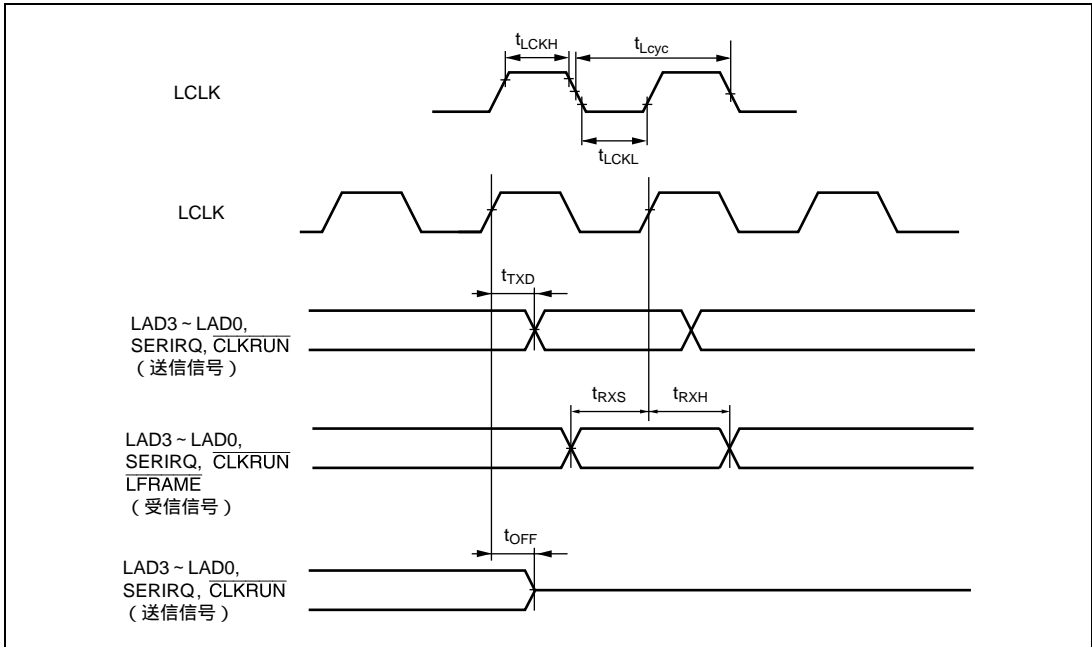 tLCKH
tLcyc
LCLK
tLCKL
LCLK
tTXD
LAD3~LAD0,
SERIRQ, CLKRUN
（送信信号）
tRXS
tRXH
LAD3~LAD0,
SERIRQ, CLKRUN
LFRAME
（受信信号）
tOFF
LAD3~LAD0,
SERIRQ, CLKRUN
（送信信号）